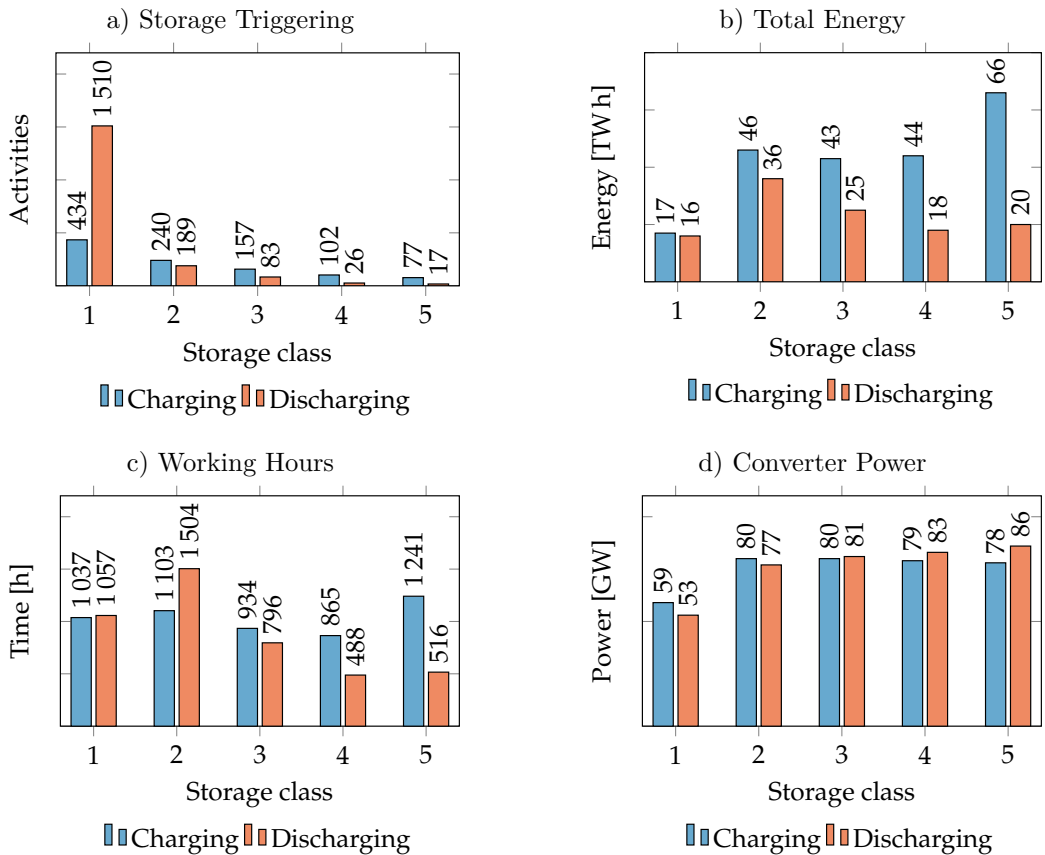 a) Storage Triggering
Activities
434
1 510
240
189
157
83
102
26
77
17
1 2 3 4 5
Storage class
Charging Discharging
b) Total Energy
Energy [TW h]
17
16
46
36
43
25
44
18
66
20
1 2 3 4 5
Storage class
Charging Discharging
c) Working Hours
Time [h]
1 037
1 057
1 103
1 504
934
796
865
488
1 241
516
1 2 3 4 5
Storage class
Charging Discharging
d) Converter Power
Power [GW]
59
53
80
77
80
81
79
83
78
86
1 2 3 4 5
Storage class
Charging Discharging